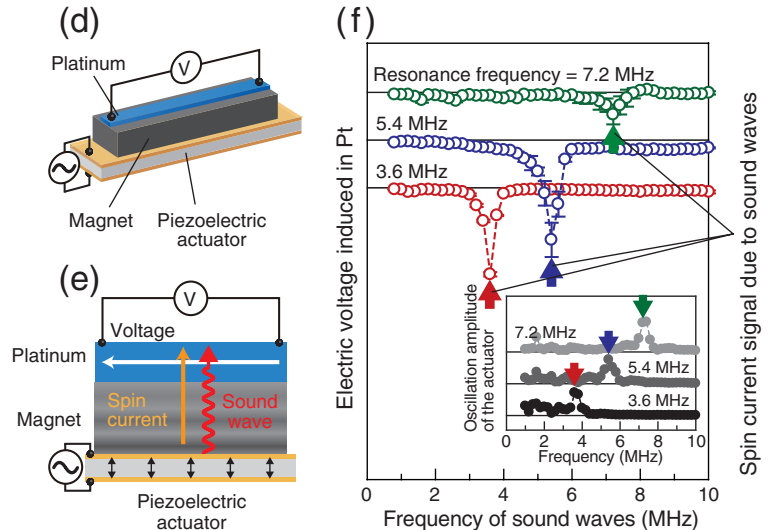 (d)
Platinum
V
Magnet
Piezoelectric
actuator
(e)
V
Voltage
Platinum
Spin
current
Sound
wave
Magnet
Piezoelectric
actuator
(f)
Electric voltage induced in Pt
Resonance frequency = 7.2 MHz
5.4 MHz
3.6 MHz
Spin current signal due to sound waves
Oscillation amplitude
of the actuator
7.2 MHz
5.4 MHz
3.6 MHz
0 2 4 6 8 10
Frequency (MHz)
2 4 6 8 10
Frequency of sound waves (MHz)